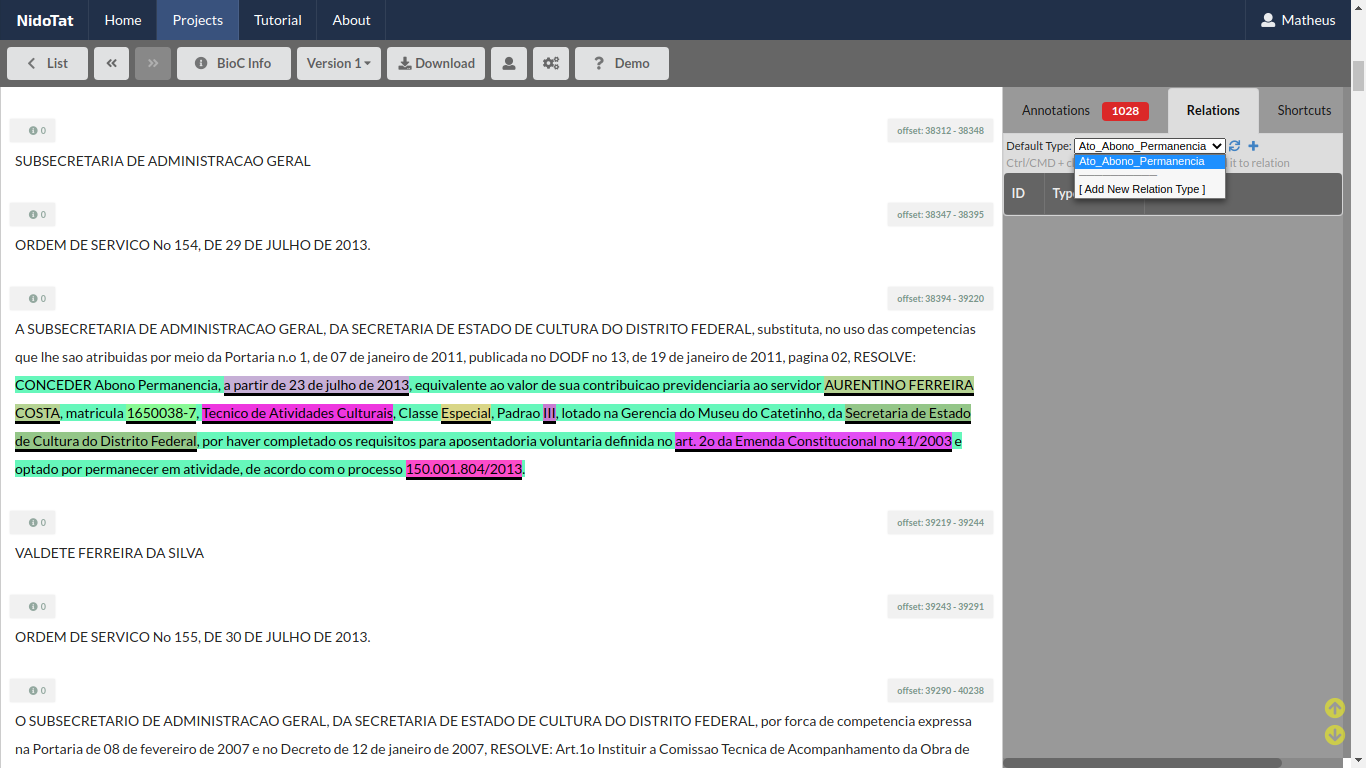 NidoTat Home Projects Tutorial About Matheus
List BioC Info Version 1 Download ? Demo
Annotations 1028 Relations Shortcuts
Default Type: Ato_Abono_Permanencia
Ato_Abono_Permanencia
Ctrl/CMD + it to relation
[ Add New Relation Type ]
ID Typ
0 offset: 38312 - 38348
SUBSECRETARIA DE ADMINISTRACAO GERAL
0 offset: 38347 - 38395
ORDEM DE SERVICO No 154, DE 29 DE JULHO DE 2013.
0 offset: 38394 - 39220
A SUBSECRETARIA DE ADMINISTRACAO GERAL, DA SECRETARIA DE ESTADO DE CULTURA DO DISTRITO FEDERAL, substituta, no uso das competencias
que lhe sao atribuidas por meio da Portaria n.o 1, de 07 de janeiro de 2011, publicada no DODF no 13, de 19 de janeiro de 2011, pagina 02, RESOLVE:
CONCEDER Abono Permanencia, a partir de 23 de julho de 2013, equivalente ao valor de sua contribuicao previdenciaria ao servidor AURENTINO FERREIRA
COSTA, matricula 1650038-7, Tecnico de Atividades Culturais, Classe Especial, Padrao III, lotado na Gerencia do Museu do Catetinho, da Secretaria de Estado
de Cultura do Distrito Federal, por haver completado os requisitos para aposentadoria voluntaria definida no art. 2o da Emenda Constitucional no 41/2003 e
optado por permanecer em atividade, de acordo com o processo 150.001.804/2013.
0 offset: 39219 - 39244
VALDETE FERREIRA DA SILVA
0 offset: 39243 - 39291
ORDEM DE SERVICO No 155, DE 30 DE JULHO DE 2013.
0 offset: 39290 - 40238
O SUBSECRETARIO DE ADMINISTRACAO GERAL, DA SECRETARIA DE ESTADO DE CULTURA DO DISTRITO FEDERAL, por forca de competencia expressa
na Portaria de 08 de fevereiro de 2007 e no Decreto de 12 de janeiro de 2007, RESOLVE: Art.1o Instituir a Comissao Tecnica de Acompanhamento da Obra de